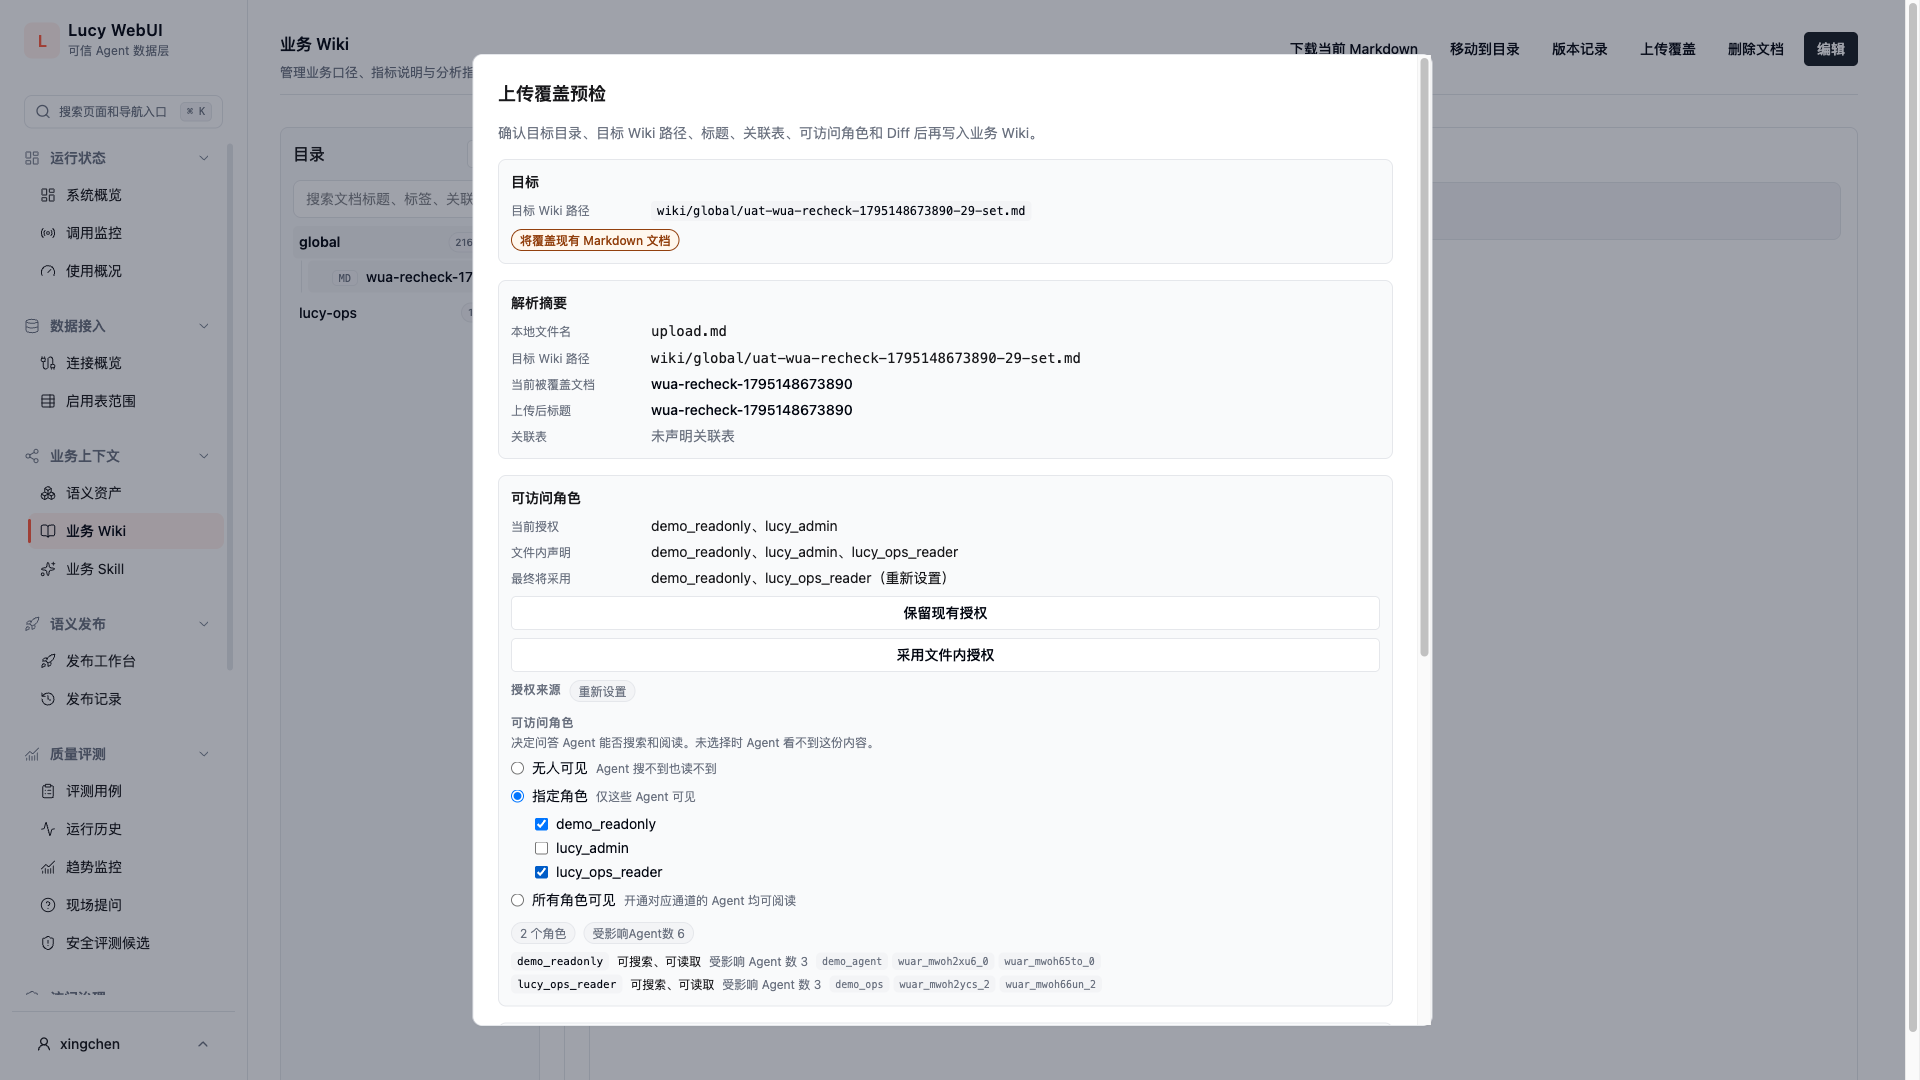 L
Lucy WebUI
可信 Agent 数据层
搜索页面和导航入口 ⌘ K
运行状态
系统概览
调用监控
使用概况
数据接入
连接概览
启用表范围
业务上下文
语义资产
业务 Wiki
业务 Skill
语义发布
发布工作台
发布记录
质量评测
评测用例
运行历史
趋势监控
现场提问
安全评测候选
xingchen
业务 Wiki
管理业务口径、指标说明与分析指
下载当前 Markdown
移动到目录
版本记录
上传覆盖
删除文档
编辑
目录
搜索文档标题、标签、关联
global 216
MD wua-recheck-17
lucy-ops 1
上传覆盖预检
确认目标目录、目标 Wiki 路径、标题、关联表、可访问角色和 Diff 后再写入业务 Wiki。
目标
目标 Wiki 路径 wiki/global/uat-wua-recheck-1795148673890-29-set.md
将覆盖现有 Markdown 文档
解析摘要
本地文件名 upload.md
目标 Wiki 路径 wiki/global/uat-wua-recheck-1795148673890-29-set.md
当前被覆盖文档 wua-recheck-1795148673890
上传后标题 wua-recheck-1795148673890
关联表 未声明关联表
可访问角色
当前授权 demo_readonly、lucy_admin
文件内声明 demo_readonly、lucy_admin、lucy_ops_reader
最终将采用 demo_readonly、lucy_ops_reader（重新设置）
保留现有授权
采用文件内授权
授权来源 重新设置
可访问角色
决定问答 Agent 能否搜索和阅读。未选择时 Agent 看不到这份内容。
无人可见 Agent 搜不到也读不到
指定角色 仅这些 Agent 可见
demo_readonly
lucy_admin
lucy_ops_reader
所有角色可见 开通对应通道的 Agent 均可阅读
2 个角色 受影响Agent数 6
demo_readonly 可搜索、可读取 受影响 Agent 数 3 demo_agent wuar_mwoh2xu6_0 wuar_mwoh65to_0
lucy_ops_reader 可搜索、可读取 受影响 Agent 数 3 demo_ops wuar_mwoh2ycs_2 wuar_mwoh66un_2